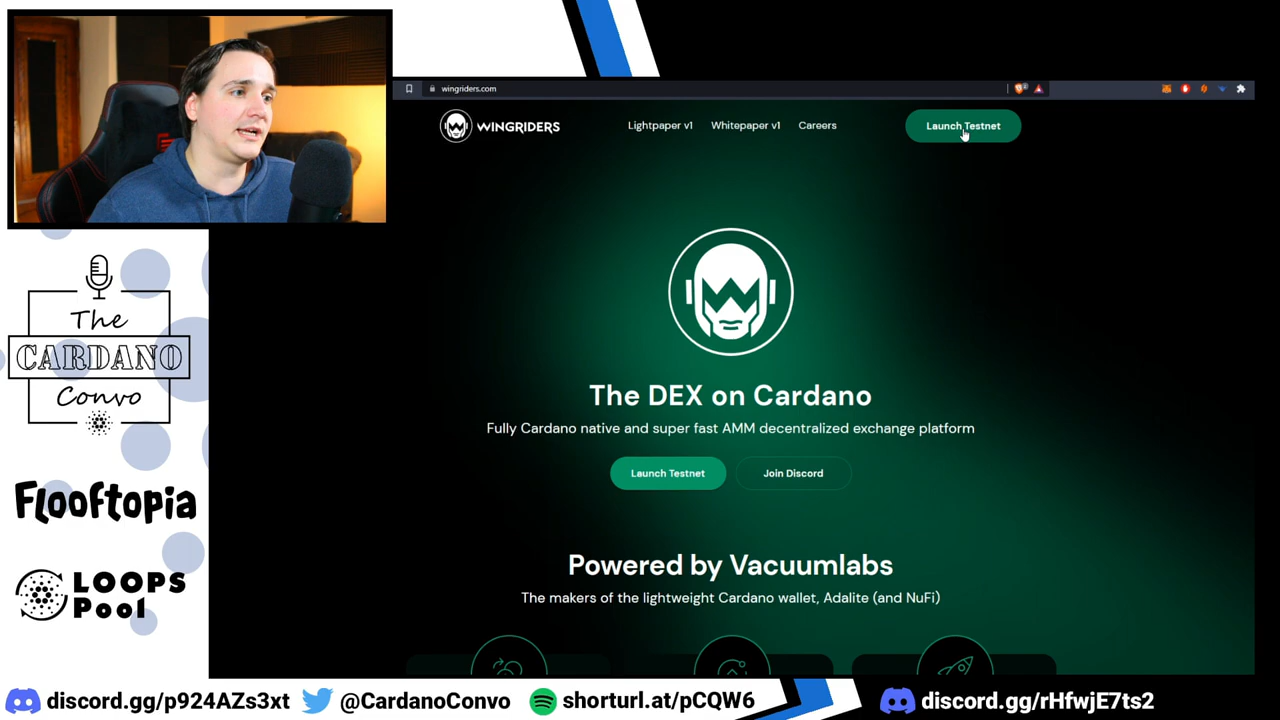 wingriders.com
WINGRIDERS
Lightpaper v1
Whitepaper v1
Careers
Launch Testnet
The DEX on Cardano
Fully Cardano native and super fast AMM decentralized exchange platform
Launch Testnet
Join Discord
Powered by Vacuumlabs
The makers of the lightweight Cardano wallet, Adalite (and NuFi)
The
CARDANO
Convo
Flooftopia
LOOPS
Pool
discord.gg/p924AZs3xt
@CardanoConvo
shorturl.at/pCQW6
discord.gg/rHfwjE7ts2